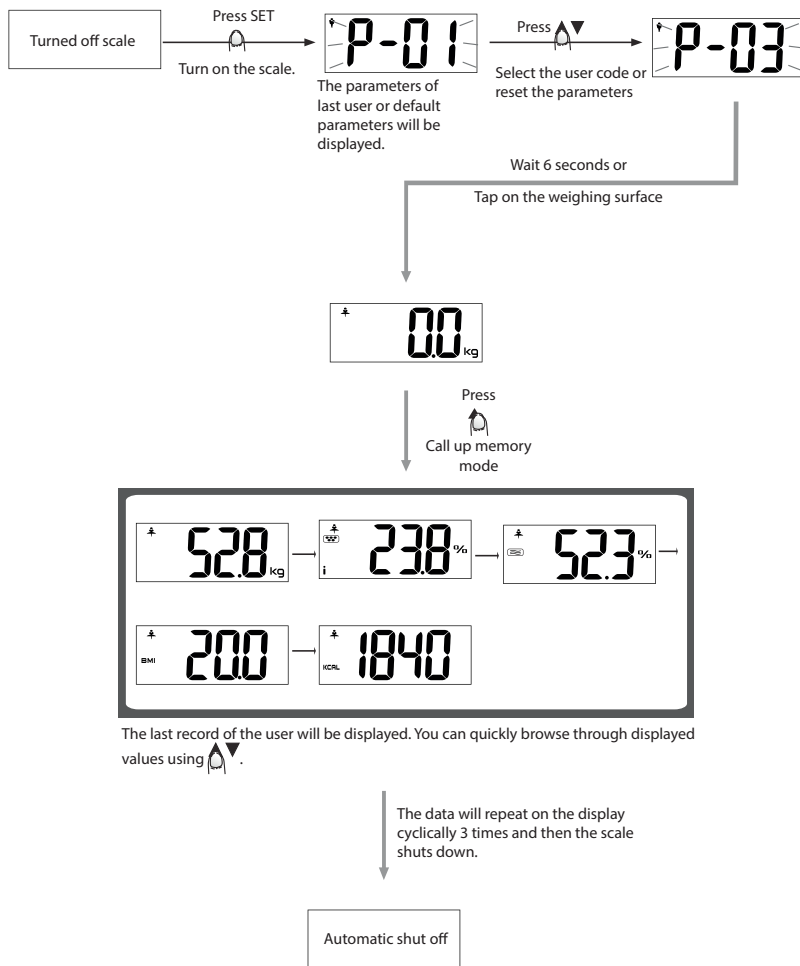 Turned off scale
Press SET
Turn on the scale.
P-01
The parameters of
last user or default
parameters will be
displayed.
Press
Select the user code or
reset the parameters
P-03
Wait 6 seconds or
Tap on the weighing surface
0.0 kg
Press
Call up memory
mode
52.8 kg
i 23.8 %
52.3 %
BMI 20.0
KCAL 1840
The last record of the user will be displayed. You can quickly browse through displayed
values using .
The data will repeat on the display
cyclically 3 times and then the scale
shuts down.
Automatic shut off